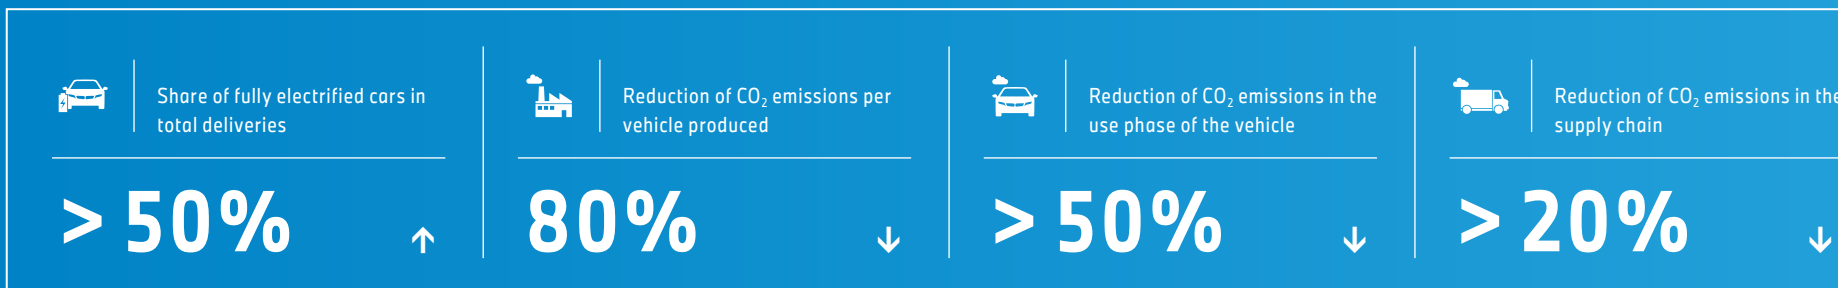 Share of fully electrified cars in
total deliveries
> 50%
Reduction of CO₂ emissions per
vehicle produced
80%
Reduction of CO₂ emissions in the
use phase of the vehicle
> 50%
Reduction of CO₂ emissions in the
supply chain
> 20%